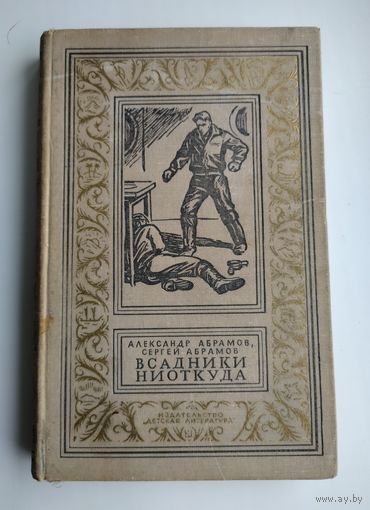 АЛЕКСАНДР АБРАМОВ,
СЕРГЕЙ АБРАМОВ
ВСАДНИКИ
НИОТКУДА
ИЗДАТЕЛЬСТВО
„ДЕТСКАЯ ЛИТЕРАТУРА"
www.ay.by